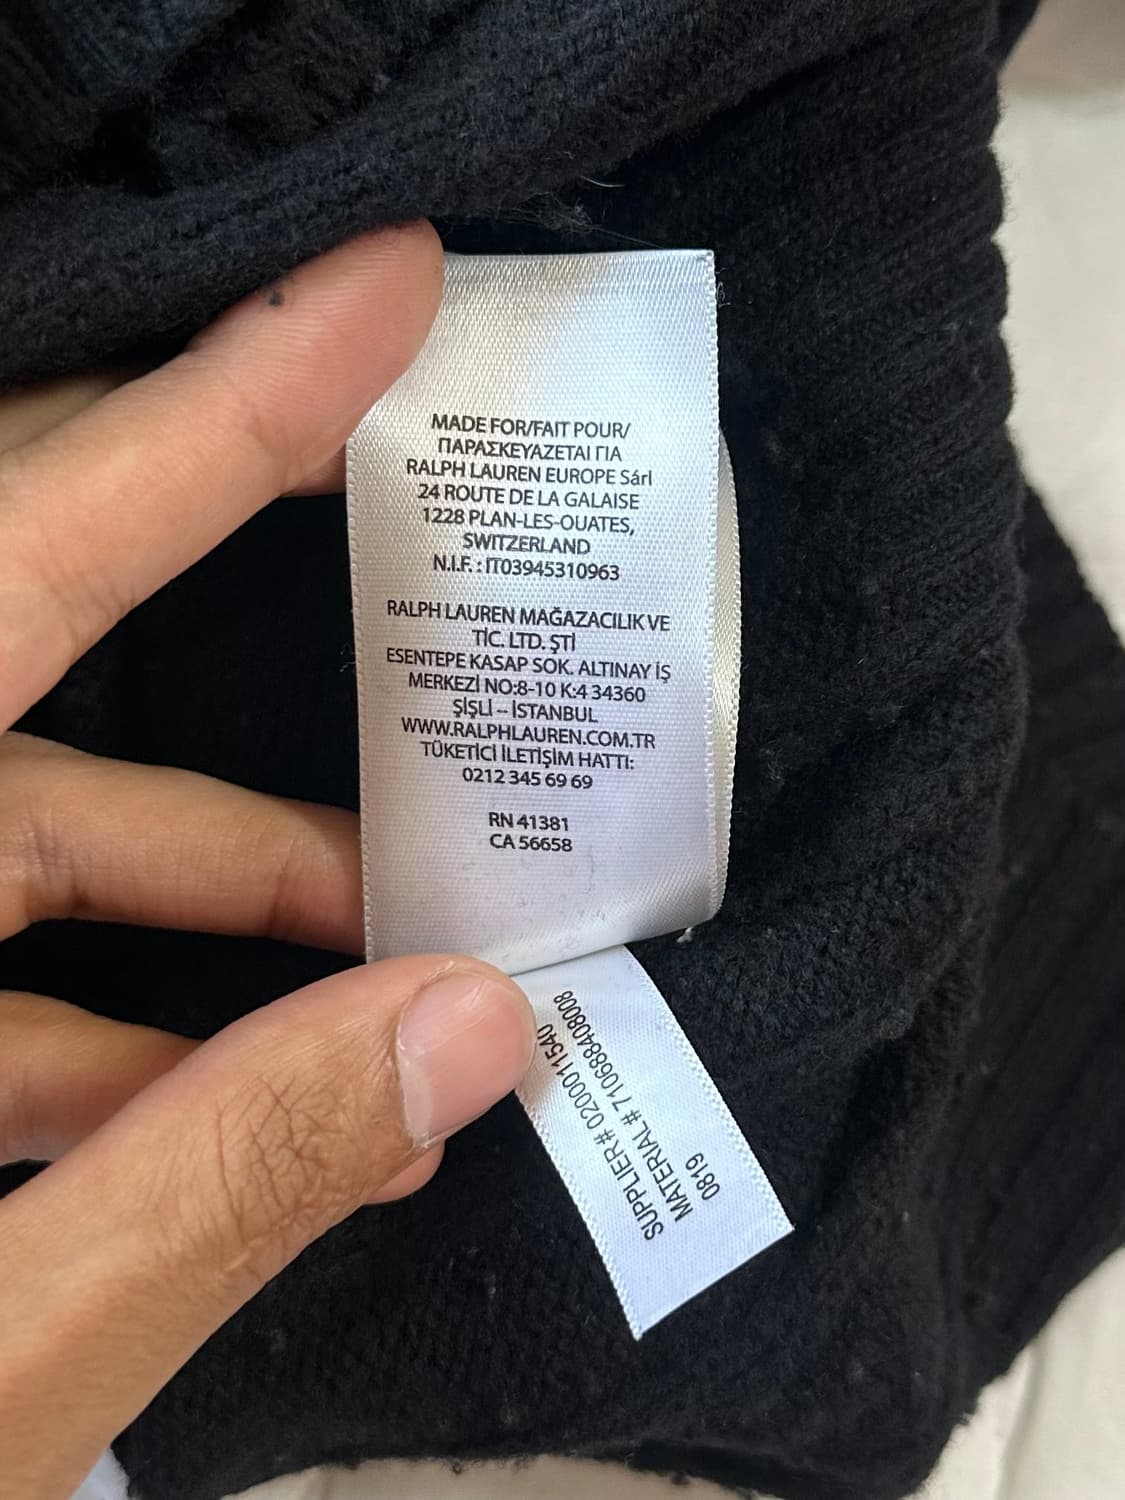 MADE FOR/FAIT POUR/
ΠΑΡΑΣΚΕΥΑΖΕΤΑΙ ΓΙΑ
RALPH LAUREN EUROPE Sárl
24 ROUTE DE LA GALAISE
1228 PLAN-LES-OUATES,
SWITZERLAND
N.I.F. : IT03945310963
RALPH LAUREN MAĞAZACILIK VE
TİC. LTD. ŞTİ
ESENTEPE KASAP SOK. ALTINAY İŞ
MERKEZİ NO:8-10 K:4 34360
ŞİŞLİ – İSTANBUL
WWW.RALPHLAUREN.COM.TR
TÜKETİCİ İLETİŞİM HATTI:
0212 345 69 69
RN 41381
CA 56658
SUPPLIER# 0200011540
MATERIAL# 710688408008
0819